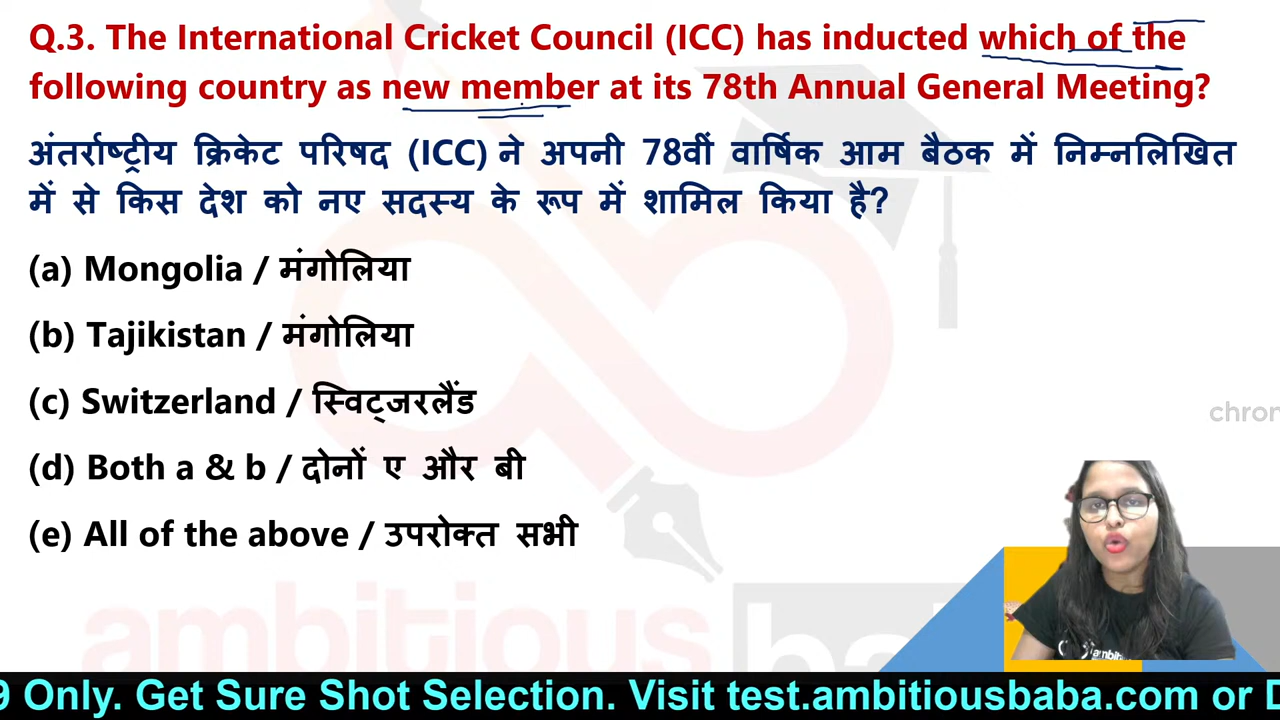 Q.3. The International Cricket Council (ICC) has inducted which of the
following country as new member at its 78th Annual General Meeting?
अंतर्राष्ट्रीय क्रिकेट परिषद (ICC) ने अपनी 78वीं वार्षिक आम बैठक में निम्नलिखित
में से किस देश को नए सदस्य के रूप में शामिल किया है?
(a) Mongolia / मंगोलिया
(b) Tajikistan / मंगोलिया
(c) Switzerland / स्विट्जरलैंड
chron
(d) Both a & b / दोनों ए और बी
(e) All of the above / उपरोक्त सभी
ambitious
9 Only. Get Sure Shot Selection. Visit test.ambitiousbaba.com or D